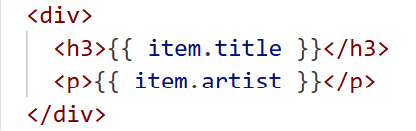 <div>
<h3>{{ item.title }}</h3>
<p>{{ item.artist }}</p>
</div>